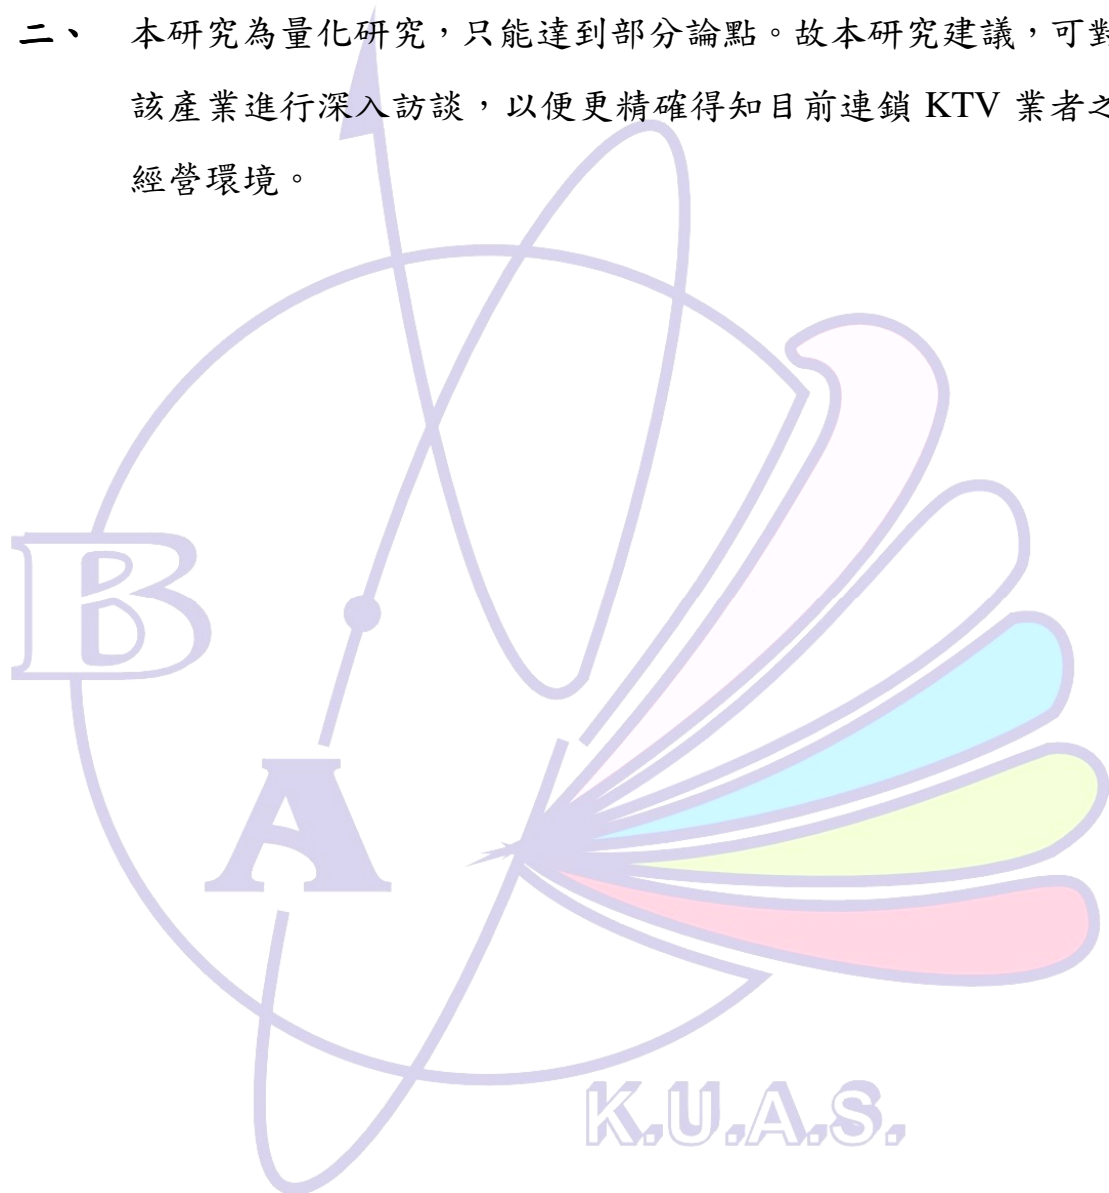 二、 本研究為量化研究，只能達到部分論點。故本研究建議，可對
該產業進行深入訪談，以便更精確得知目前連鎖 KTV 業者之
經營環境。
B
A
K.U.A.S.